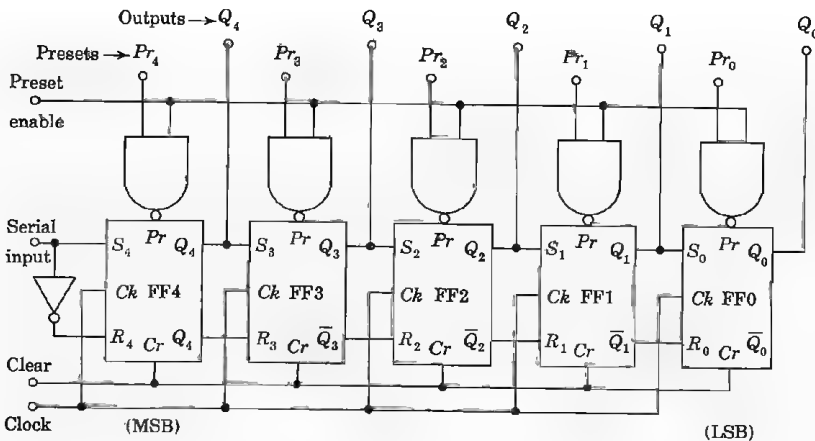 Outputs → Q4 Q3 Q2 Q1 Q0
Presets → Pr4 Pr3 Pr2 Pr1 Pr0
Preset
enable
Serial
input
S4 Pr Q4 S3 Pr Q3 S2 Pr Q2 S1 Pr Q1 S0 Pr Q0
Ck FF4 Ck FF3 Ck FF2 Ck FF1 Ck FF0
R4 Cr Q4 R3 Cr Q̅3 R2 Cr Q̅2 R1 Cr Q̅1 R0 Cr Q̅0
Clear
Clock
(MSB) (LSB)